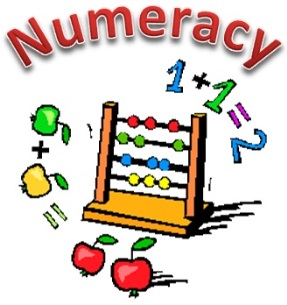 Numeracy
1+1=2
+
=